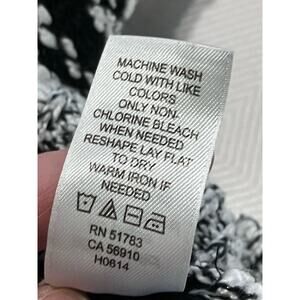 MACHINE WASH
COLD WITH LIKE
COLORS
ONLY NON-
CHLORINE BLEACH
WHEN NEEDED
RESHAPE LAY FLAT
TO DRY
WARM IRON IF
NEEDED
RN 51783
CA 56910
H0614